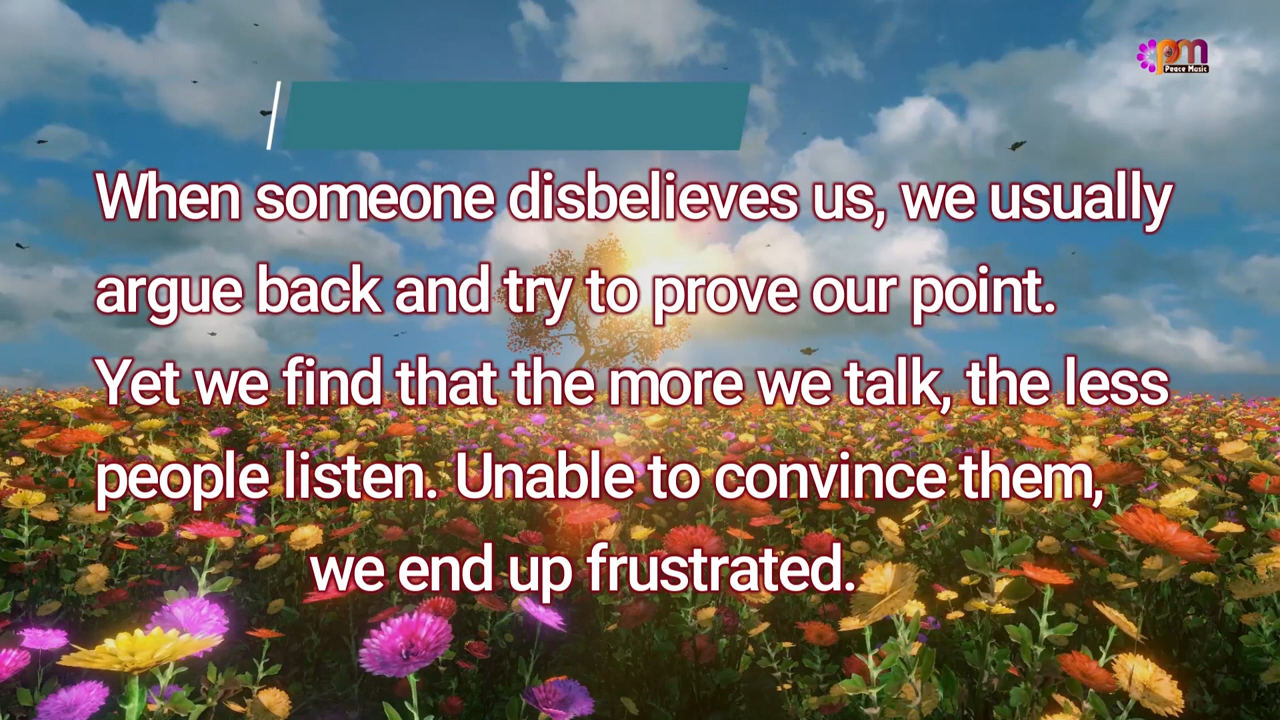 pm
Peace Music
When someone disbelieves us, we usually
argue back and try to prove our point.
Yet we find that the more we talk, the less
people listen. Unable to convince them,
we end up frustrated.